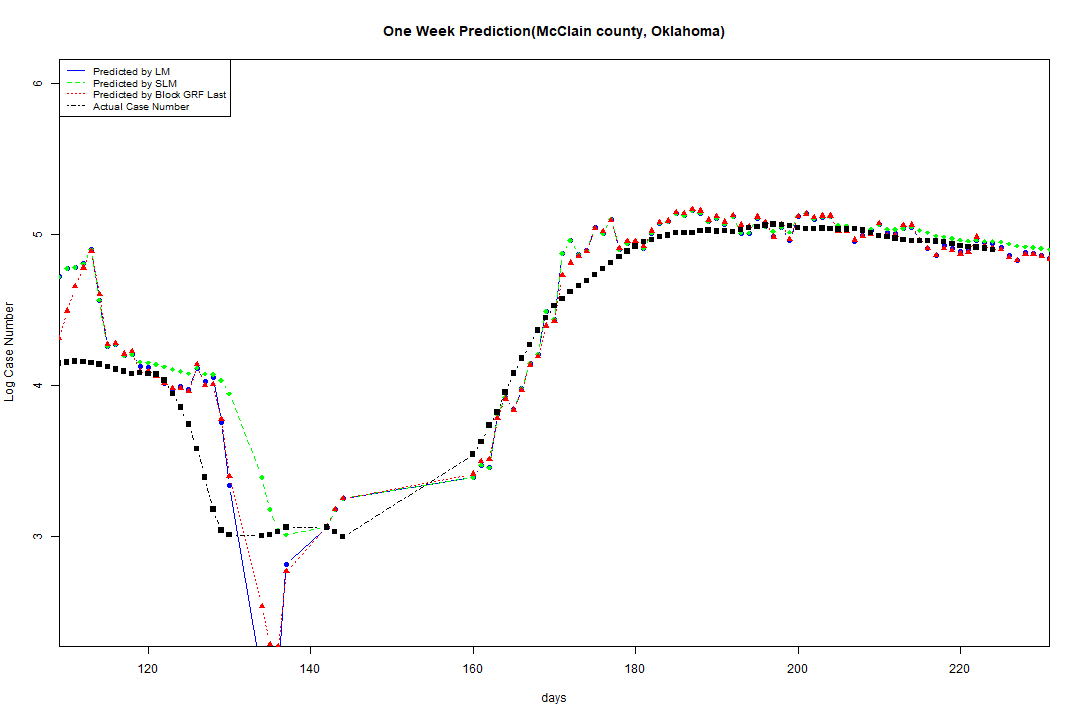 One Week Prediction(McClain county, Oklahoma)
Predicted by LM
Predicted by SLM
Predicted by Block GRF Last
Actual Case Number
6
5
4
3
Log Case Number
120 140 160 180 200 220
days